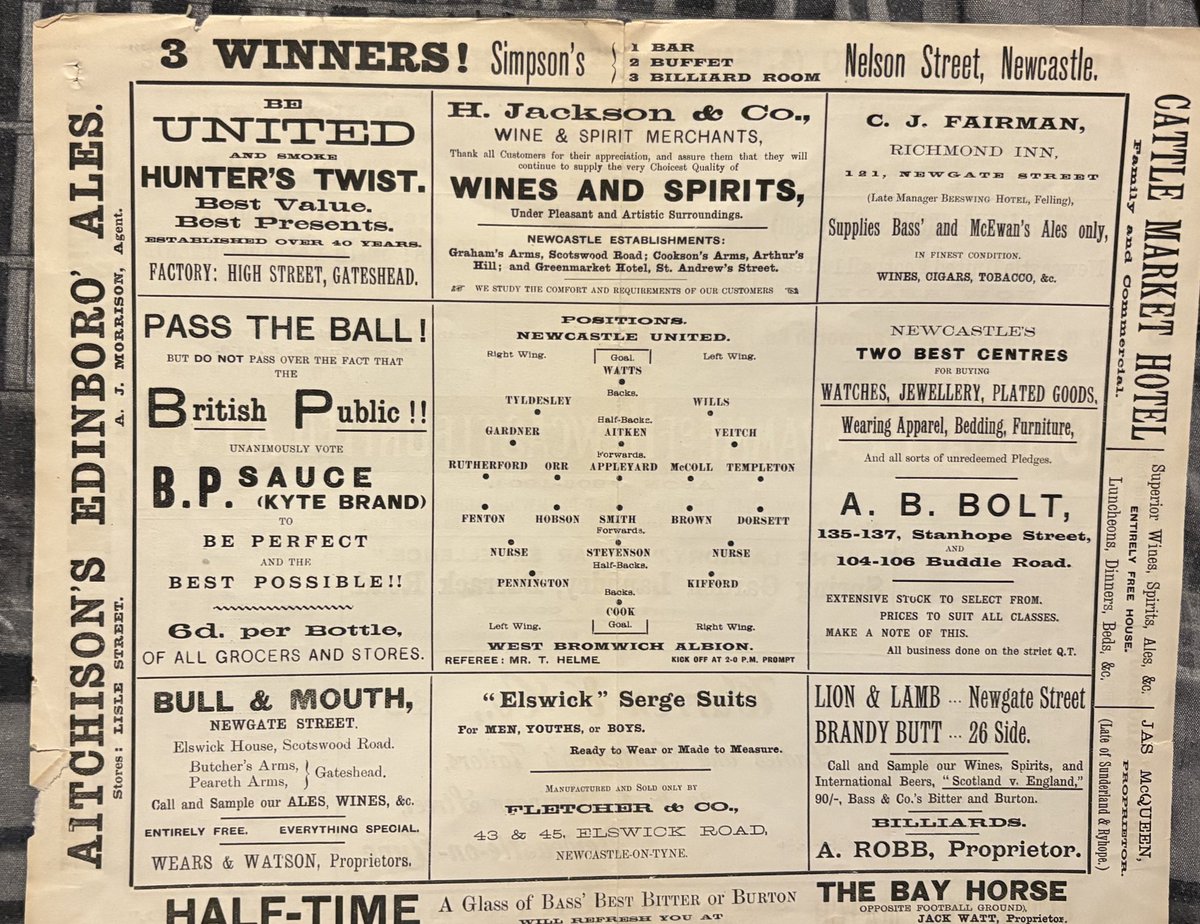 3 WINNERS! Simpson's { 1 BAR
2 BUFFET
3 BILLIARD ROOM
Nelson Street, Newcastle.
AITCHISON'S EDINBORO' ALES.
Stores: LISLE STREET. A. J. MORRISON, Agent.
BE
UNITED
AND SMOKE
HUNTER'S TWIST.
Best Value.
Best Presents.
ESTABLISHED OVER 40 YEARS.
FACTORY: HIGH STREET, GATESHEAD.
H. Jackson & Co.,
WINE & SPIRIT MERCHANTS,
Thank all Customers for their appreciation, and assure them that they will
continue to supply the very Choicest Quality of
WINES AND SPIRITS,
Under Pleasant and Artistic Surroundings.
NEWCASTLE ESTABLISHMENTS:
Graham's Arms, Scotswood Road; Cookson's Arms, Arthur's
Hill; and Greenmarket Hotel, St. Andrew's Street.
WE STUDY THE COMFORT AND REQUIREMENTS OF OUR CUSTOMERS
C. J. FAIRMAN,
RICHMOND INN,
121, NEWGATE STREET
(Late Manager BEESWING HOTEL, Felling),
Supplies Bass' and McEwan's Ales only,
IN FINEST CONDITION.
WINES, CIGARS, TOBACCO, &c.
PASS THE BALL!
BUT DO NOT PASS OVER THE FACT THAT
THE
British Public!!
UNANIMOUSLY VOTE
B.P. SAUCE
(KYTE BRAND)
TO
BE PERFECT
AND THE
BEST POSSIBLE!!
6d. per Bottle,
OF ALL GROCERS AND STORES.
POSITIONS.
NEWCASTLE UNITED.
Right Wing. Goal. Left Wing.
WATTS
Backs.
TYLDESLEY WILLS
Half-Backs.
GARDNER AITKEN VEITCH
Forwards.
RUTHERFORD ORR APPLEYARD McCOLL TEMPLETON
FENTON HOBSON SMITH BROWN DORSETT
Forwards.
NURSE STEVENSON NURSE
Half-Backs.
PENNINGTON KIFFORD
Backs.
COOK
Left Wing. Goal. Right Wing.
WEST BROMWICH ALBION.
REFEREE: MR. T. HELME. KICK OFF AT 2-0 P.M. PROMPT
NEWCASTLE'S
TWO BEST CENTRES
FOR BUYING
WATCHES, JEWELLERY, PLATED GOODS,
Wearing Apparel, Bedding, Furniture,
And all sorts of unredeemed Pledges.
A. B. BOLT,
135-137, Stanhope Street,
AND
104-106 Buddle Road.
EXTENSIVE STOCK TO SELECT FROM.
PRICES TO SUIT ALL CLASSES.
MAKE A NOTE OF THIS.
All business done on the strict Q.T.
BULL & MOUTH,
NEWGATE STREET.
Elswick House, Scotswood Road.
Butcher's Arms,
Peareth Arms, } Gateshead.
Call and Sample our ALES, WINES, &c.
ENTIRELY FREE. EVERYTHING SPECIAL.
WEARS & WATSON, Proprietors.
"Elswick" Serge Suits
For MEN, YOUTHS, or BOYS.
Ready to Wear or Made to Measure.
MANUFACTURED AND SOLD ONLY BY
FLETCHER & CO.,
43 & 45, ELSWICK ROAD,
NEWCASTLE-ON-TYNE.
LION & LAMB ... Newgate Street
BRANDY BUTT ... 26 Side.
Call and Sample our Wines, Spirits, and
International Beers, "Scotland v. England,"
90/-, Bass & Co.'s Bitter and Burton.
BILLIARDS.
A. ROBB, Proprietor.
CATTLE MARKET HOTEL
Family and Commercial.
Superior Wines, Spirits, Ales, &c.
ENTIRELY FREE HOUSE.
Luncheons, Dinners, Beds, &c.
JAS McQUEEN,
PROPRIETOR.
(Late of Sunderland & Ryhope.)
HALF-TIME
A Glass of Bass' Best Bitter or Burton
WILL REFRESH YOU AT
THE BAY HORSE
OPPOSITE FOOTBALL GROUND),
JACK WATT, Proprietor.